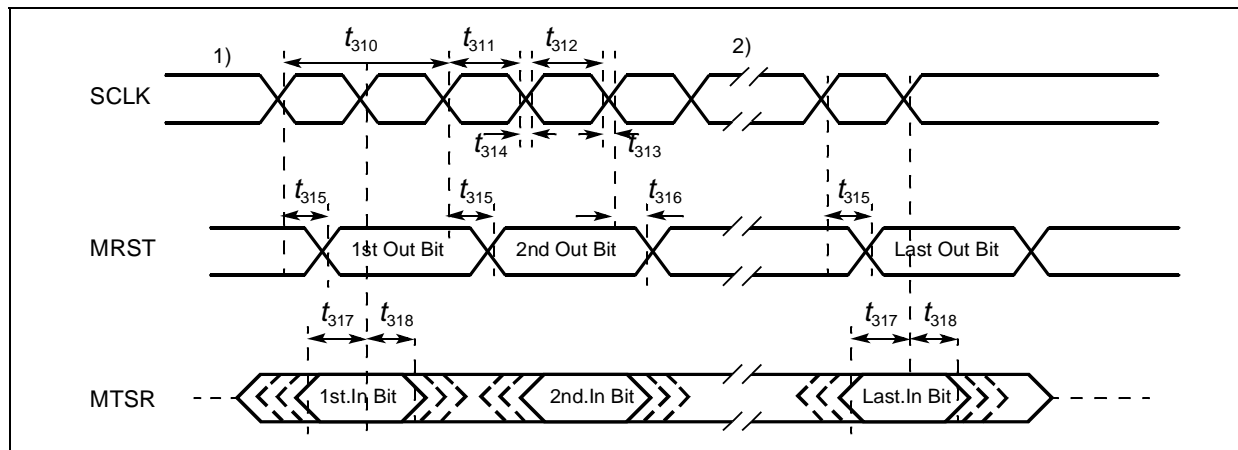 1) t310 t311 t312 2)
SCLK
t314 t313
t315 t315 t316 t315
MRST 1st Out Bit 2nd Out Bit Last Out Bit
t317 t318 t317 t318
MTSR 1st.In Bit 2nd.In Bit Last.In Bit